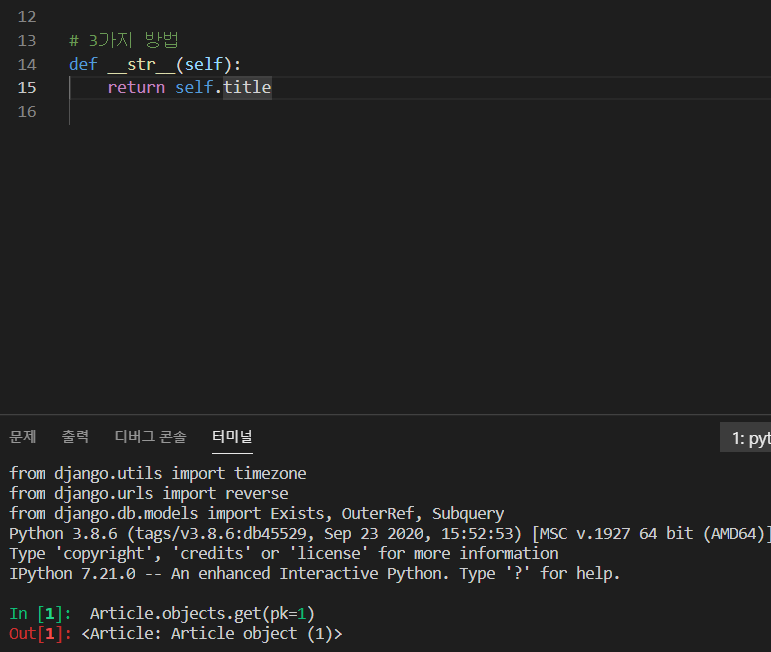 12
13 # 3가지 방법
14 def __str__(self):
15 return self.title
16
문제 출력 디버그 콘솔 터미널 1: pyt
from django.utils import timezone
from django.urls import reverse
from django.db.models import Exists, OuterRef, Subquery
Python 3.8.6 (tags/v3.8.6:db45529, Sep 23 2020, 15:52:53) [MSC v.1927 64 bit (AMD64)]
Type 'copyright', 'credits' or 'license' for more information
IPython 7.21.0 -- An enhanced Interactive Python. Type '?' for help.
In [1]: Article.objects.get(pk=1)
Out[1]: <Article: Article object (1)>